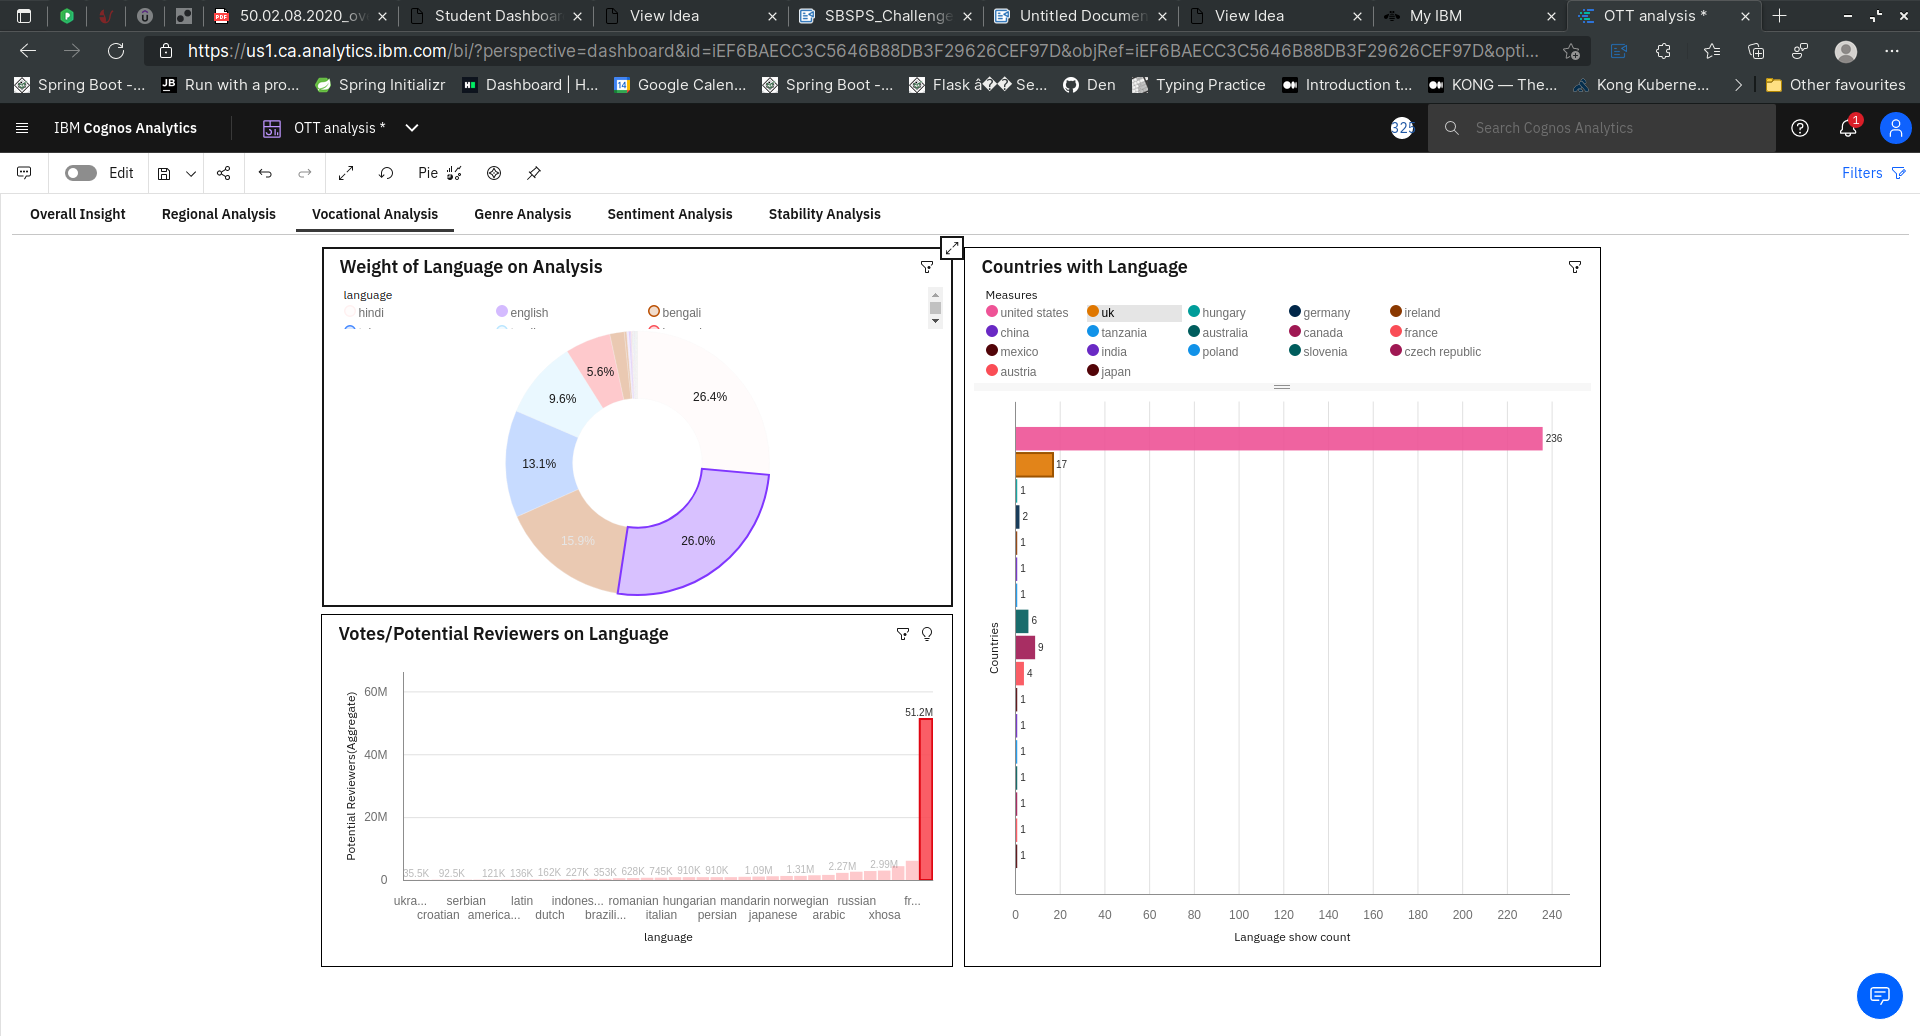 50.02.08.2020_ov
Student Dashboar
View Idea
SBSPS_Challenge
Untitled Documen
View Idea
My IBM
OTT analysis *
https://us1.ca.analytics.ibm.com/bi/?perspective=dashboard&id=iEF6BAECC3C5646B88DB3F29626CEF97D&objRef=iEF6BAECC3C5646B88DB3F29626CEF97D&opti...
Spring Boot -...
Run with a pro...
Spring Initializr
Dashboard | H...
Google Calen...
Spring Boot -...
Flask â�� Se...
Den
Typing Practice
Introduction t...
KONG — The...
Kong Kuberne...
Other favourites
IBM Cognos Analytics
OTT analysis *
325
Search Cognos Analytics
1
Edit
Pie
Filters
Overall Insight
Regional Analysis
Vocational Analysis
Genre Analysis
Sentiment Analysis
Stability Analysis
Weight of Language on Analysis
language
hindi
english
bengali
5.6%
26.4%
9.6%
13.1%
15.9%
26.0%
Votes/Potential Reviewers on Language
Potential Reviewers(Aggregate)
60M
40M
20M
0
51.2M
35.5K
92.5K
121K
136K
162K
227K
353K
628K
745K
910K
910K
1.09M
1.31M
2.27M
2.99M
ukra...
serbian
latin
indones...
romanian
hungarian
mandarin
norwegian
russian
fr...
croatian
america...
dutch
brazili...
italian
persian
japanese
arabic
xhosa
language
Countries with Language
Measures
united states
uk
hungary
germany
ireland
china
tanzania
australia
canada
france
mexico
india
poland
slovenia
czech republic
austria
japan
Countries
236
17
1
2
1
1
1
6
9
4
1
1
1
1
1
1
1
0
20
40
60
80
100
120
140
160
180
200
220
240
Language show count